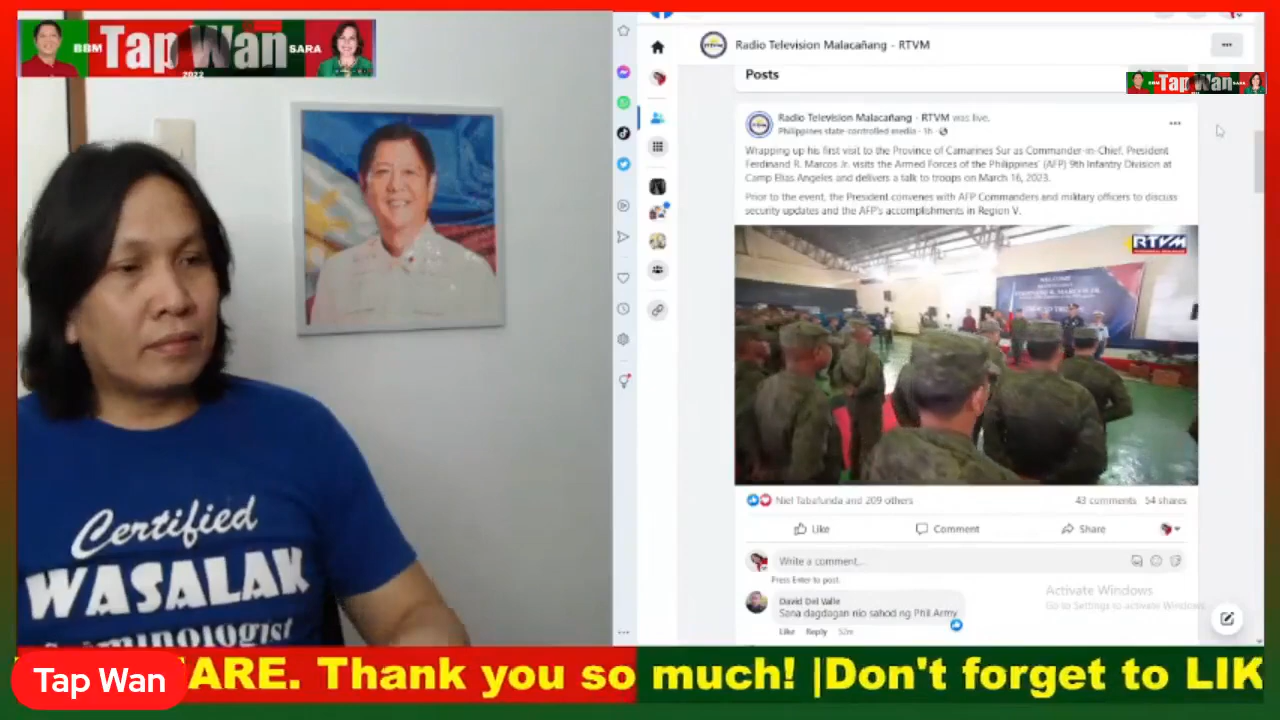 BBM Tap Wan SARA
2022
Certified
WASALAK
Radio Television Malacañang - RTVM
Posts
Tap Wan
Radio Television Malacañang - RTVM was live.
Philippines state-controlled media · 1h ·
Wrapping up his first visit to the Province of Camarines Sur as Commander-in-Chief, President
Ferdinand R. Marcos Jr. visits the Armed Forces of the Philippines' (AFP) 9th Infantry Division at
Camp Elias Angeles and delivers a talk to troops on March 16, 2023.
Prior to the event, the President convenes with AFP Commanders and military officers to discuss
security updates and the AFP's accomplishments in Region V.
RTVM
Niel Tabafunda and 209 others
43 comments 54 shares
Like Comment Share
Write a comment...
Press Enter to post.
David Del Valle
Sana dagdagan nio sahod ng Phil Army
Like Reply 52m
Activate Windows
Go to Settings to activate Windows.
Tap Wan
ARE. Thank you so much! |Don't forget to LIK